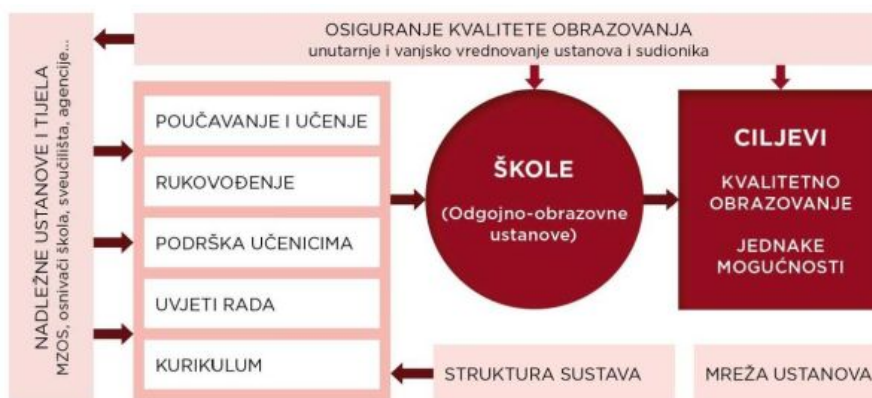 OSIGURANJE KVALITETE OBRAZOVANJA
unutarnje i vanjsko vrednovanje ustanova i sudionika
NADLEŽNE USTANOVE I TIJELA
MZOS, osnivači škola, sveučilišta, agencije...
POUČAVANJE I UČENJE
RUKOVOĐENJE
PODRŠKA UČENICIMA
UVJETI RADA
KURIKULUM
ŠKOLE
(Odgojno-obrazovne
ustanove)
CILJEVI
KVALITETNO
OBRAZOVANJE
JEDNAKE
MOGUĆNOSTI
STRUKTURA SUSTAVA
MREŽA USTANOVA